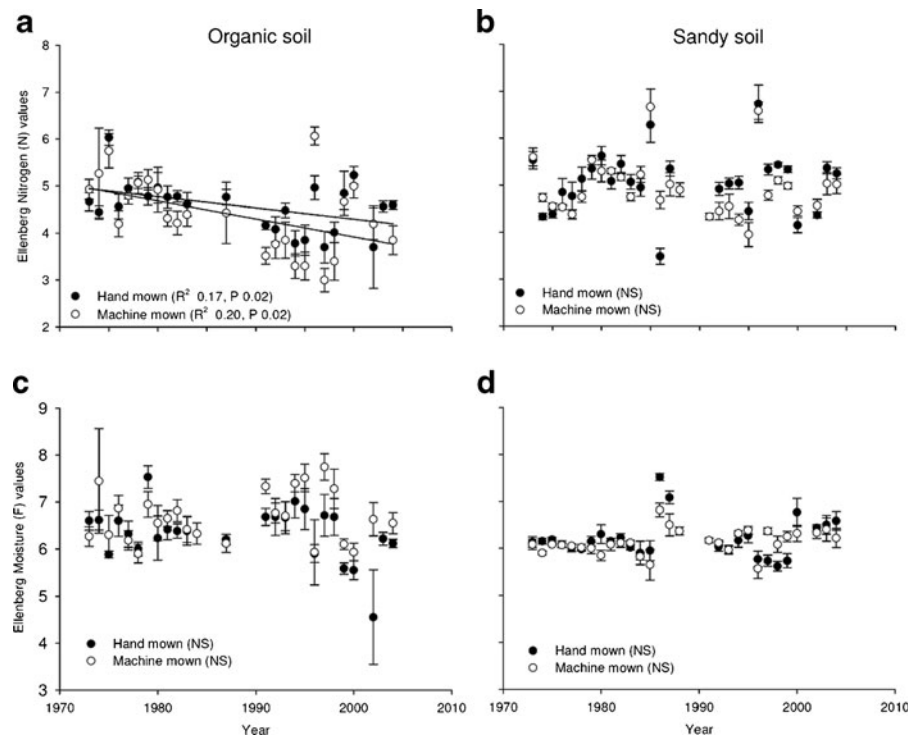 a
Organic soil
b
Sandy soil
8
7
6
5
4
3
2
Ellenberg Nitrogen (N) values
Hand mown (R² 0.17, P 0.02)
Machine mown (R² 0.20, P 0.02)
Hand mown (NS)
Machine mown (NS)
c
d
9
8
7
6
5
4
3
Ellenberg Moisture (F) values
Hand mown (NS)
Machine mown (NS)
Hand mown (NS)
Machine mown (NS)
1970 1980 1990 2000 2010
1970 1980 1990 2000 2010
Year
Year